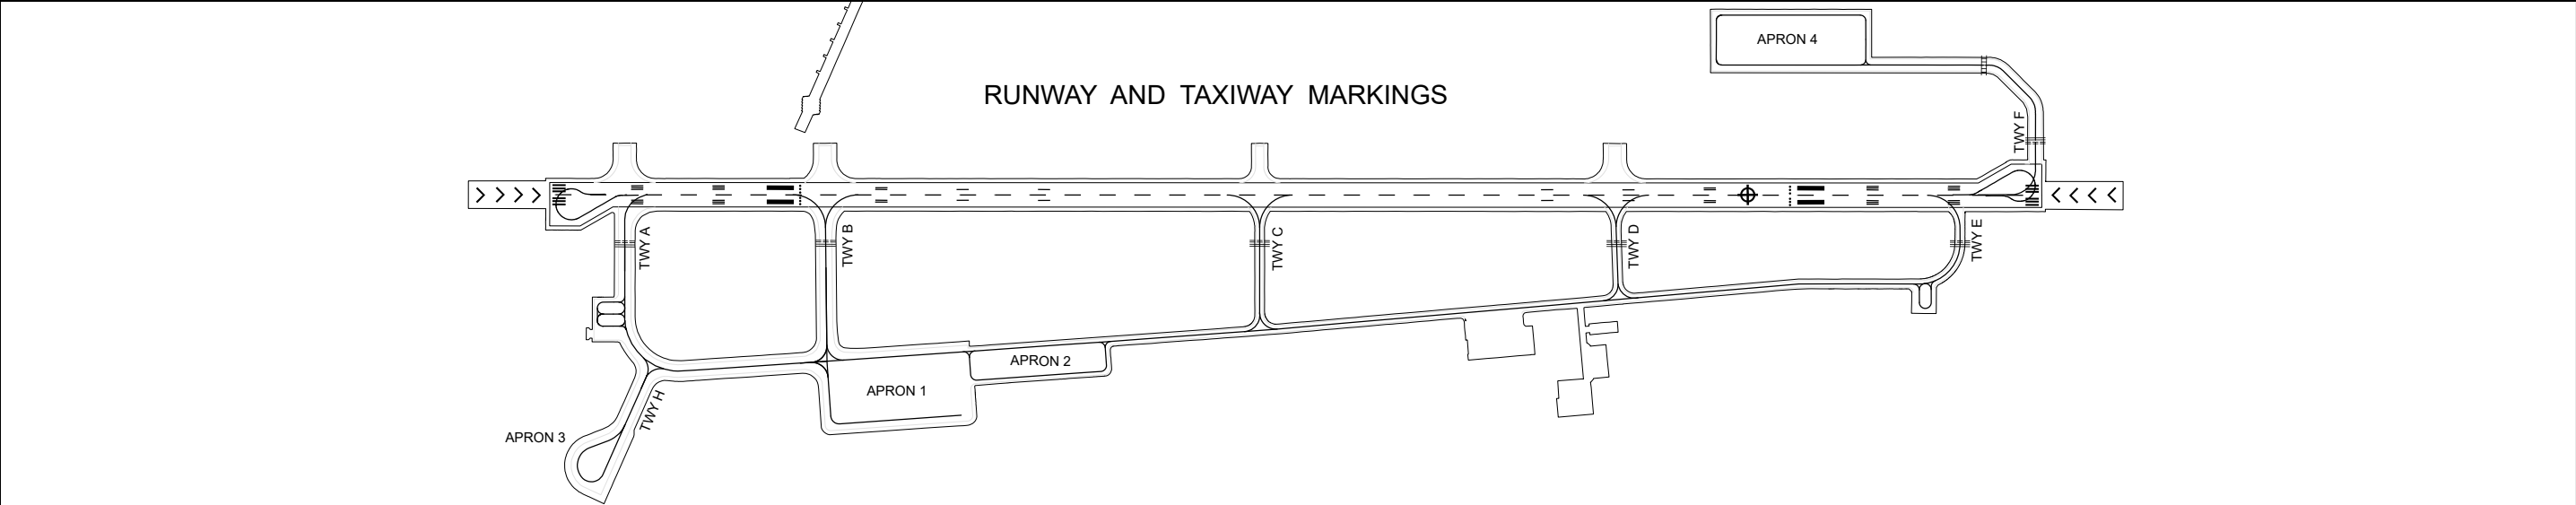 APRON 4
RUNWAY AND TAXIWAY MARKINGS
TWY F
TWY A
TWY B
TWY C
TWY D
TWY E
APRON 2
APRON 1
TWY H
APRON 3